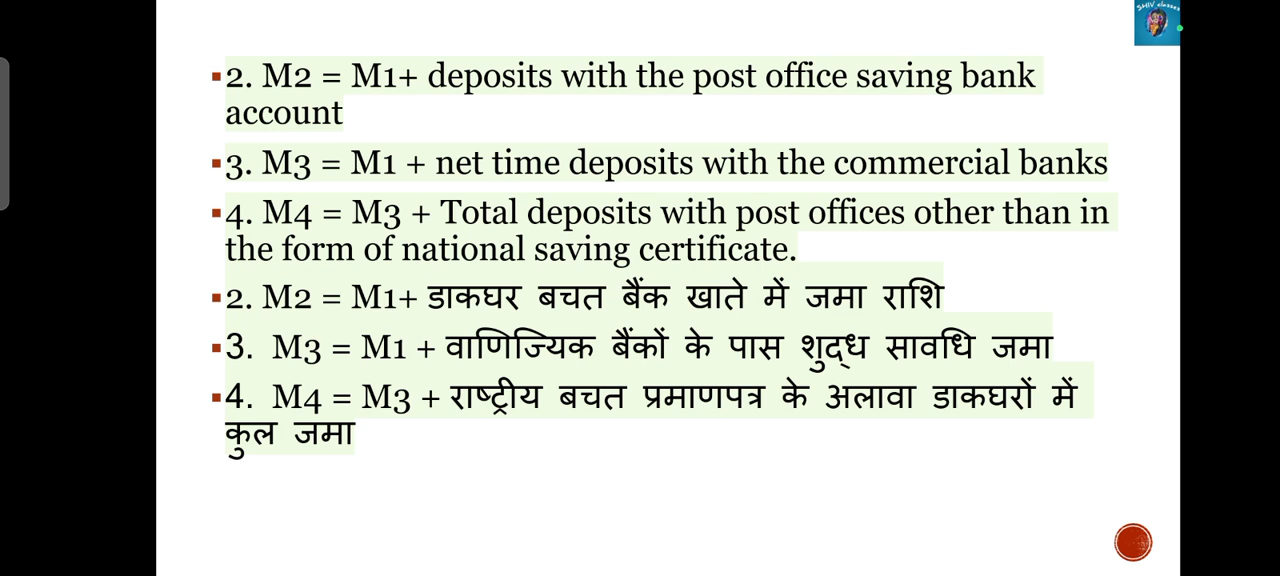 SHIV classes
▪2. M2 = M1+ deposits with the post office saving bank
account
▪3. M3 = M1 + net time deposits with the commercial banks
▪4. M4 = M3 + Total deposits with post offices other than in
the form of national saving certificate.
▪2. M2 = M1+ डाकघर बचत बैंक खाते में जमा राशि
▪3. M3 = M1 + वाणिज्यिक बैंकों के पास शुद्ध सावधि जमा
▪4. M4 = M3 + राष्ट्रीय बचत प्रमाणपत्र के अलावा डाकघरों में
कुल जमा